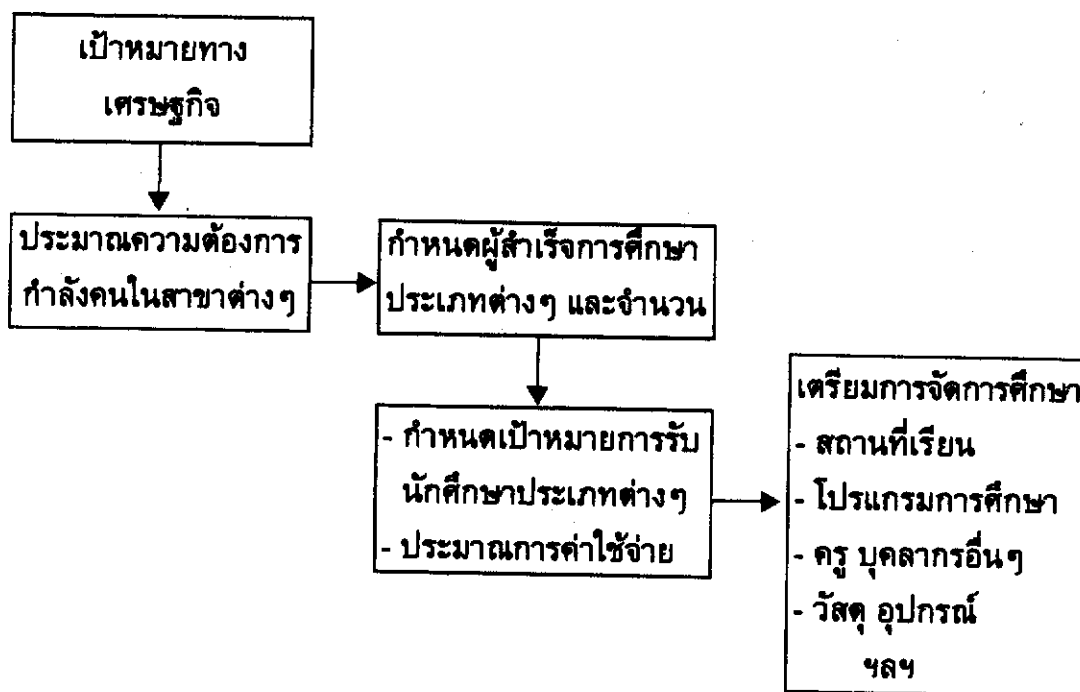 เป้าหมายทาง
เศรษฐกิจ
ประมาณความต้องการ
กำลังคนในสาขาต่างๆ
กำหนดผู้สำเร็จการศึกษา
ประเภทต่างๆ และจำนวน
- กำหนดเป้าหมายการรับ
นักศึกษาประเภทต่างๆ
- ประมาณการค่าใช้จ่าย
เตรียมการจัดการศึกษา
- สถานที่เรียน
- โปรแกรมการศึกษา
- ครู บุคลากรอื่นๆ
- วัสดุ อุปกรณ์
ฯลฯ